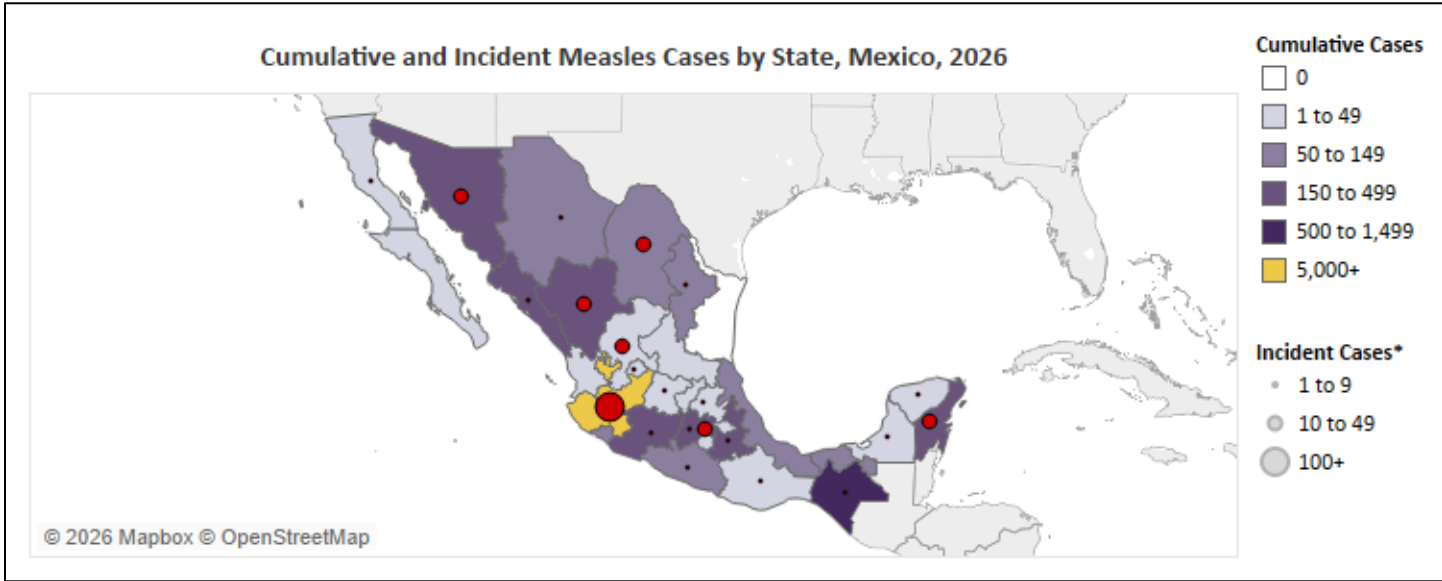 Cumulative and Incident Measles Cases by State, Mexico, 2026
Cumulative Cases
0
1 to 49
50 to 149
150 to 499
500 to 1,499
5,000+
Incident Cases*
1 to 9
10 to 49
100+
© 2026 Mapbox © OpenStreetMap